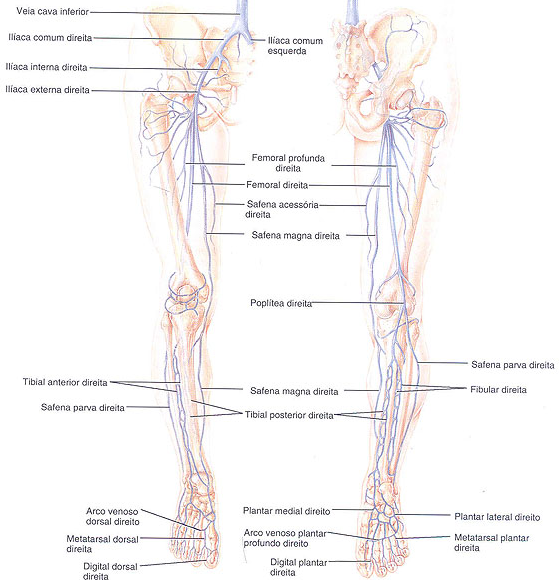 Veia cava inferior
Ilíaca comum direita
Ilíaca comum
esquerda
Ilíaca interna direita
Ilíaca externa direita
Femoral profunda
direita
Femoral direita
Safena acessória
direita
Safena magna direita
Poplítea direita
Safena parva direita
Tibial anterior direita
Safena magna direita
Fibular direita
Safena parva direita
Tibial posterior direita
Arco venoso
dorsal direito
Plantar medial direito
Plantar lateral direito
Metatarsal dorsal
direita
Arco venoso plantar
profundo direito
Metatarsal plantar
direita
Digital dorsal
direita
Digital plantar
direita